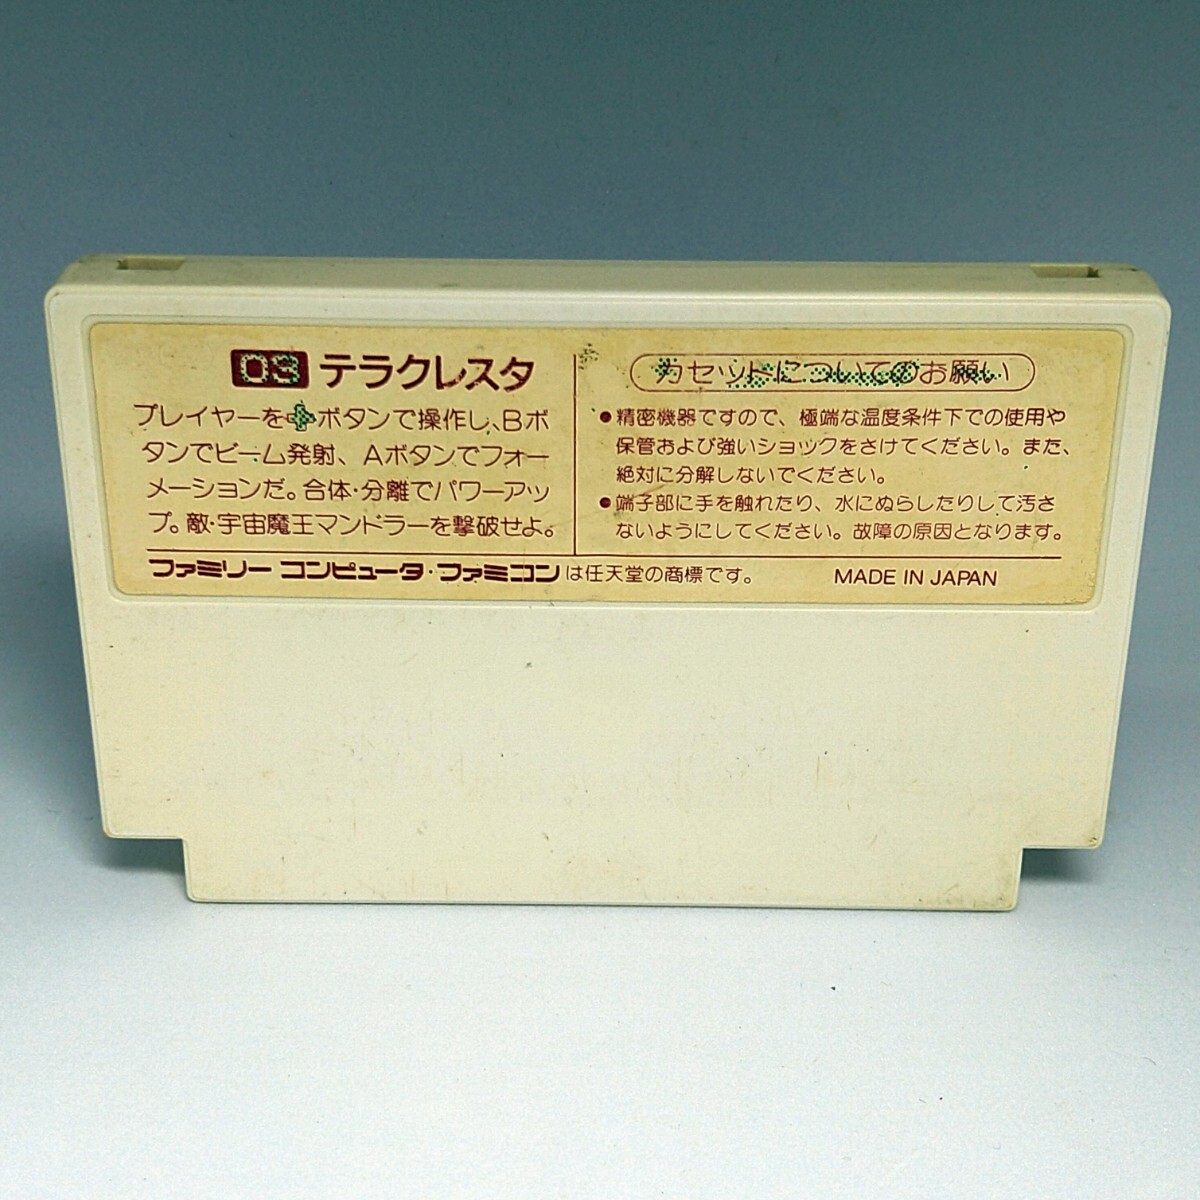 03 テラクレスタ
プレイヤーを✚ボタンで操作し、Bボ
タンでビーム発射、Aボタンでフォー
メーションだ。合体・分離でパワーアッ
プ。敵・宇宙魔王マンドラーを撃破せよ。
カセットについてのお願い
●精密機器ですので、極端な温度条件下での使用や
保管および強いショックをさけてください。また、
絶対に分解しないでください。
●端子部に手を触れたり、水にぬらしたりして汚さ
ないようにしてください。故障の原因となります。
ファミリーコンピュータ・ファミコンは任天堂の商標です。
MADE IN JAPAN